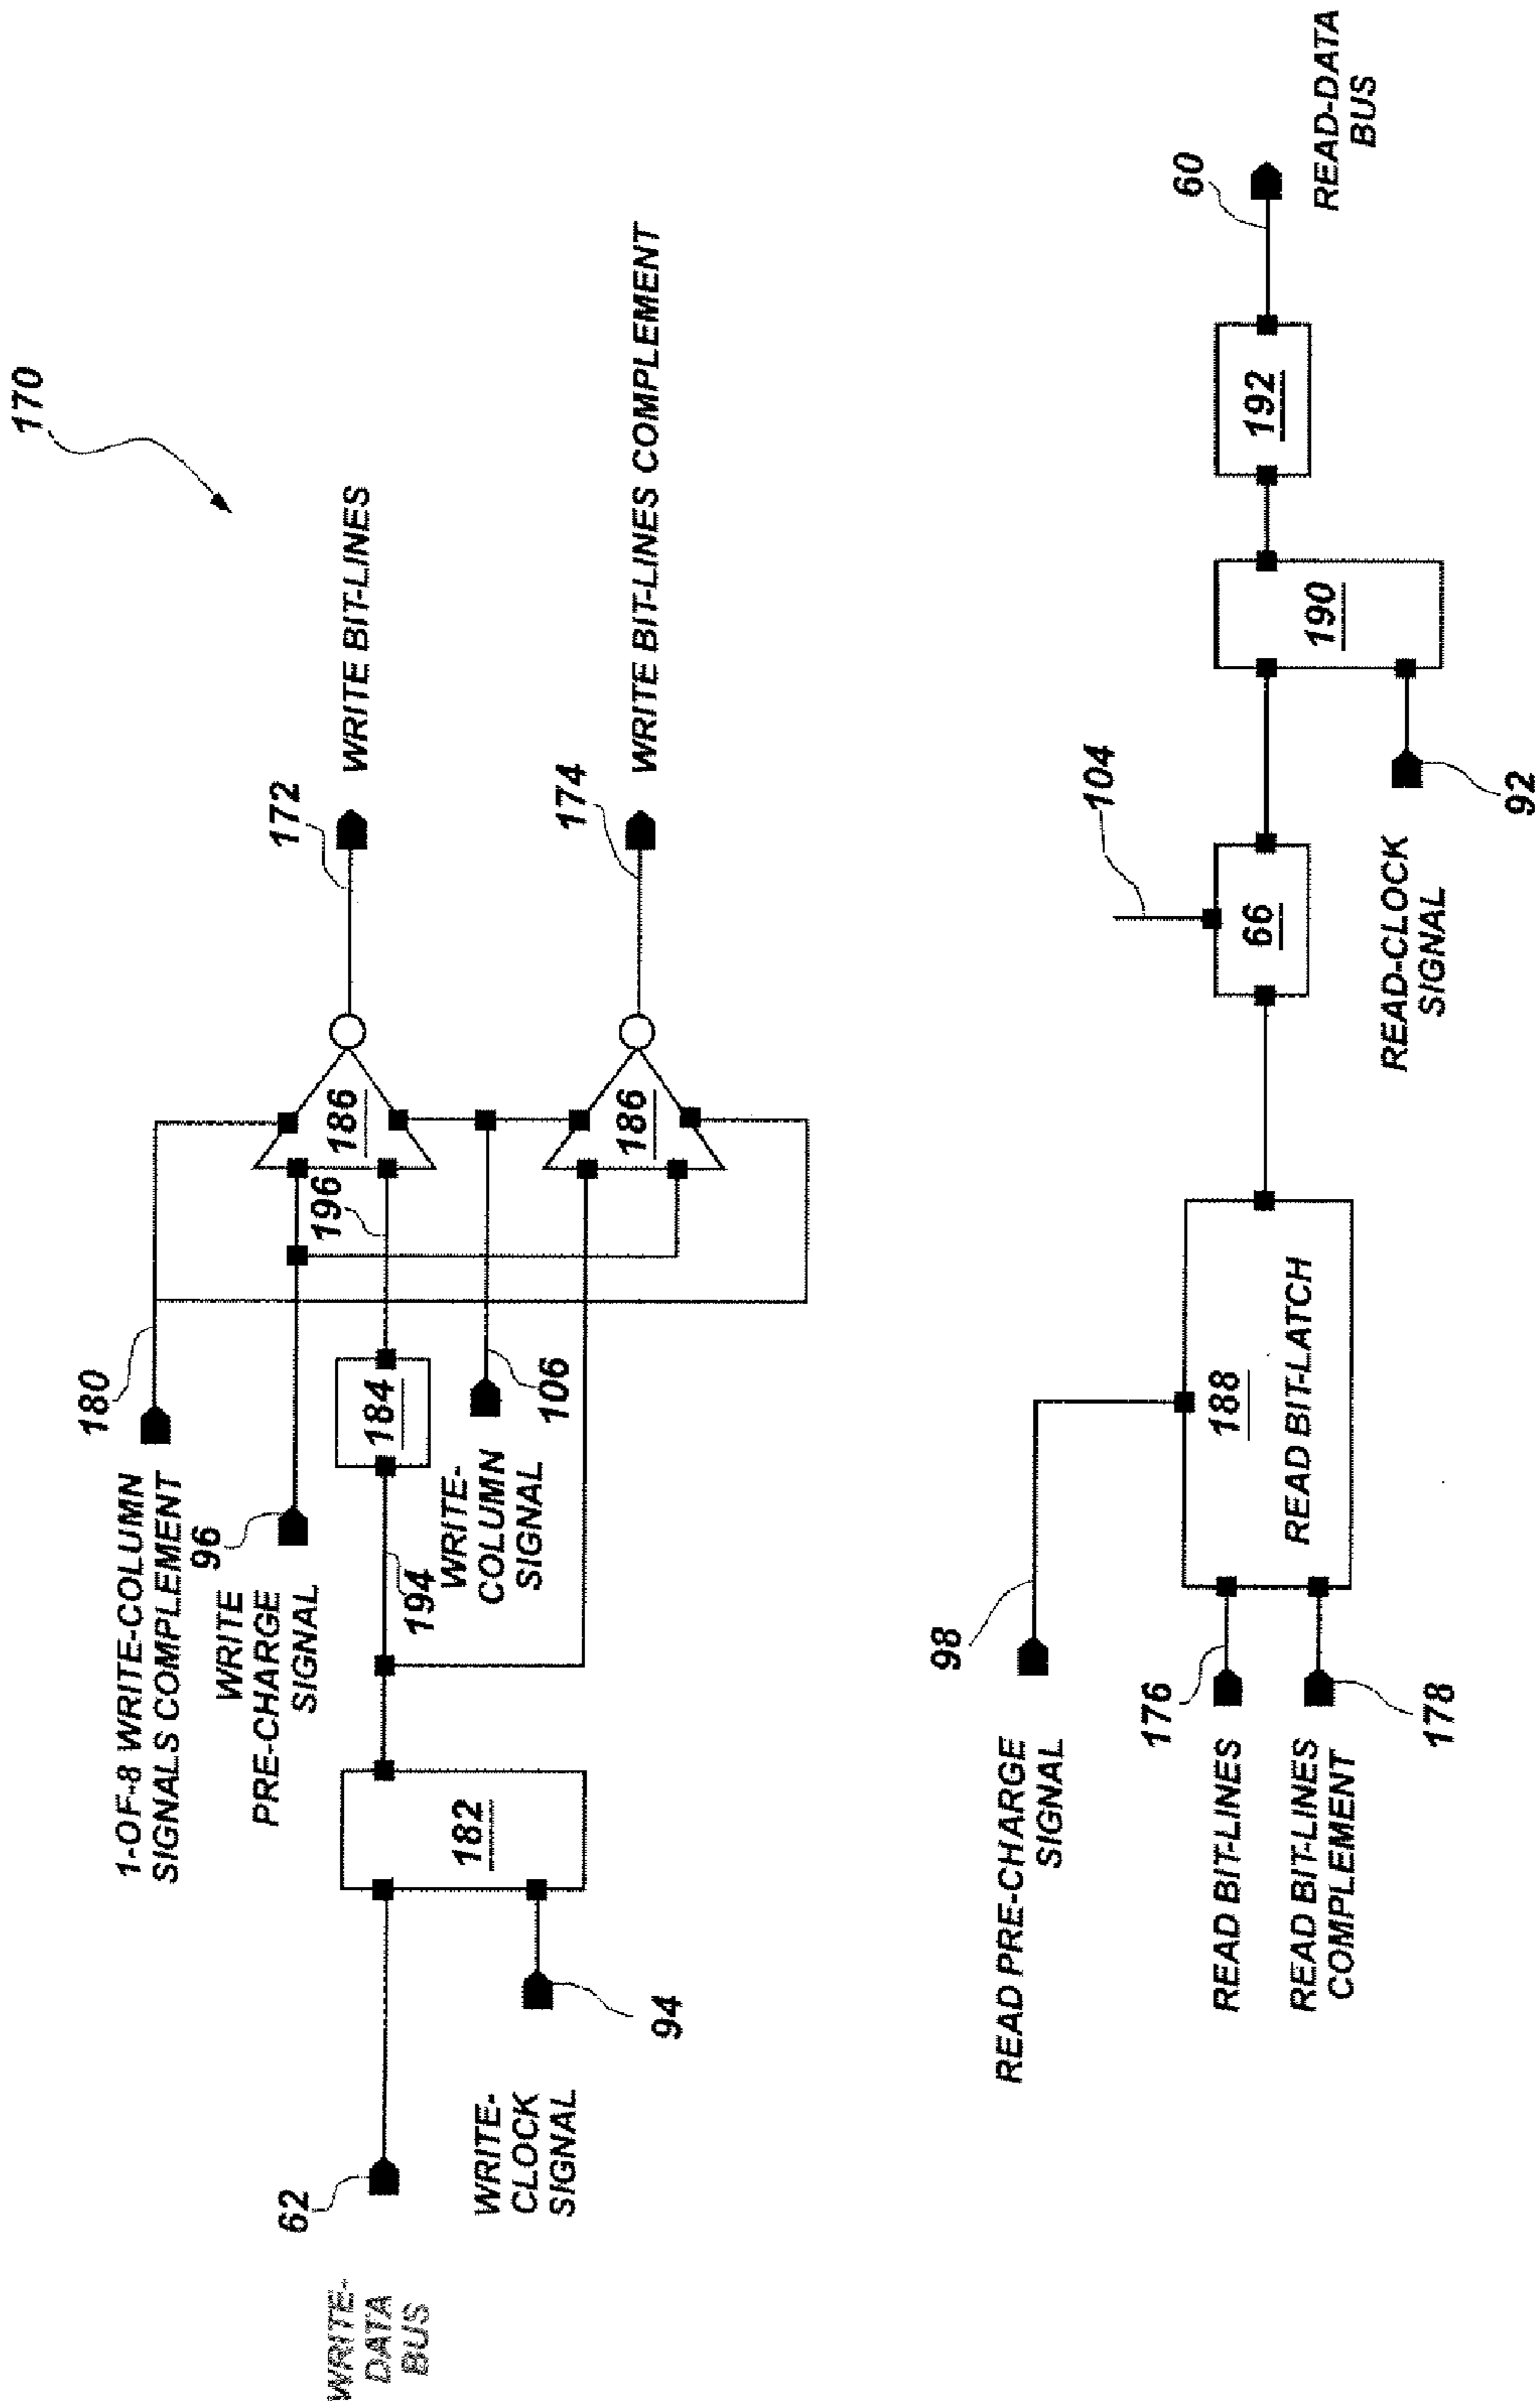 170
180
1-OF-8 WRITE-COLUMN
SIGNALS COMPLEMENT
96
WRITE
PRE-CHARGE
SIGNAL
196
186
172
WRITE BIT-LINES
184
194
WRITE-
COLUMN
SIGNAL
106
186
174
WRITE BIT-LINES COMPLEMENT
62
WRITE-
DATA
BUS
182
WRITE-
CLOCK
SIGNAL
94
98
READ PRE-CHARGE
SIGNAL
176
READ BIT-LINES
READ BIT-LINES
COMPLEMENT
178
188
READ BIT-LATCH
104
66
READ-CLOCK
SIGNAL
92
190
192
60
READ-DATA
BUS